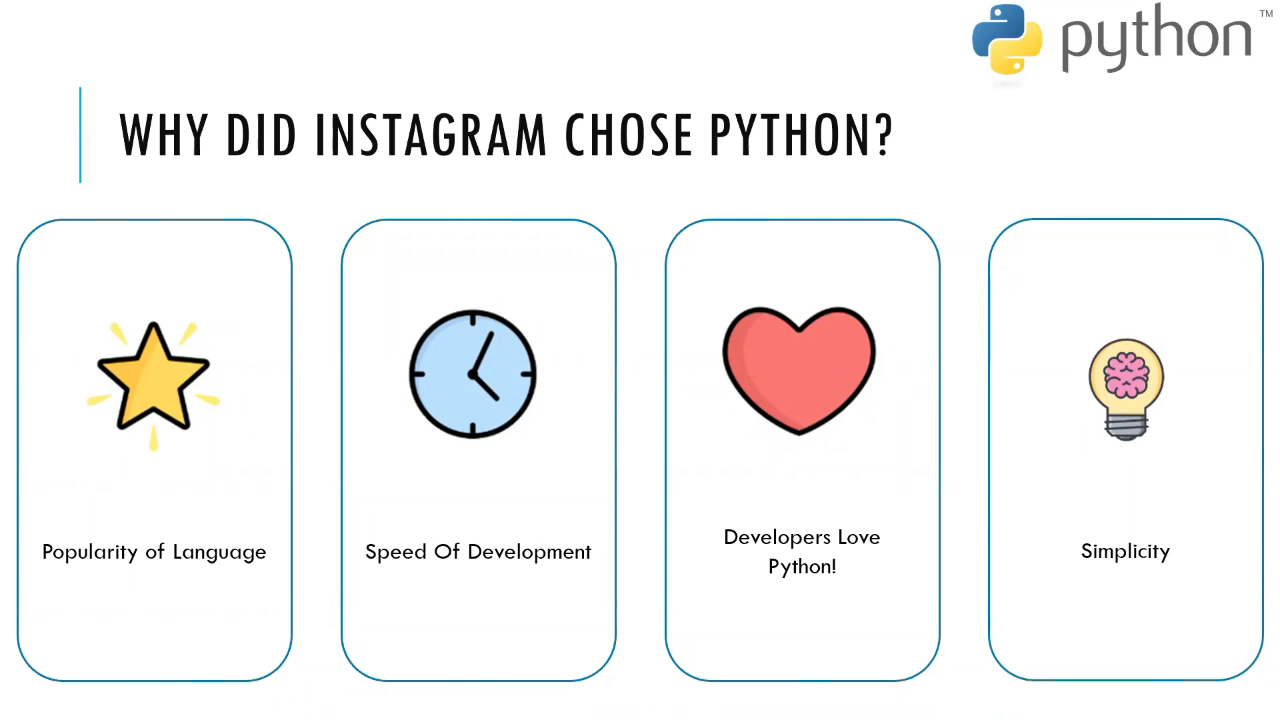 python™
WHY DID INSTAGRAM CHOSE PYTHON?
Popularity of Language
Speed Of Development
Developers Love
Python!
Simplicity